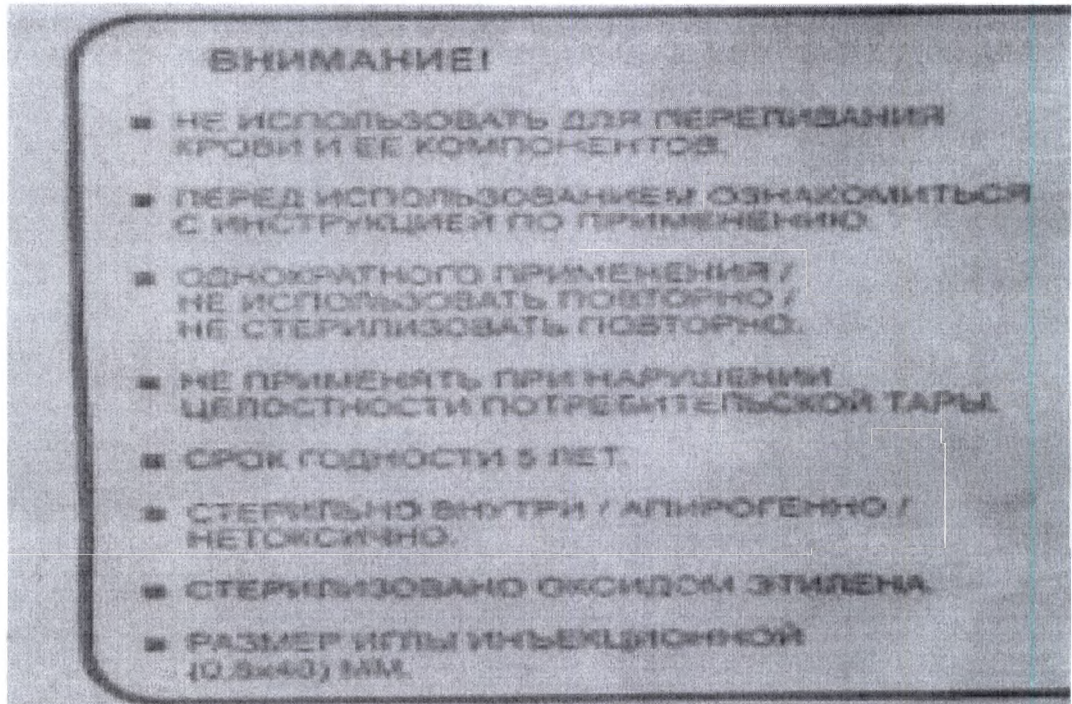 ВНИМАНИЕ!
НЕ ИСПОЛЬЗОВАТЬ ДЛЯ ПЕРЕЛИВАНИЯ
КРОВИ И ЕЕ КОМПОНЕНТОВ.
ПЕРЕД ИСПОЛЬЗОВАНИЕМ ОЗНАКОМИТЬСЯ
С ИНСТРУКЦИЕЙ ПО ПРИМЕНЕНИЮ.
ОДНОКРАТНОГО ПРИМЕНЕНИЯ /
НЕ ИСПОЛЬЗОВАТЬ ПОВТОРНО /
НЕ СТЕРИЛИЗОВАТЬ ПОВТОРНО.
НЕ ПРИМЕНЯТЬ ПРИ НАРУШЕНИИ
ЦЕЛОСТНОСТИ ПОТРЕБИТЕЛЬСКОЙ ТАРЫ.
СРОК ГОДНОСТИ 5 ЛЕТ.
СТЕРИЛЬНО ВНУТРИ / АПИРОГЕННО /
НЕТОКСИЧНО.
СТЕРИЛИЗОВАНО ОКСИДОМ ЭТИЛЕНА.
РАЗМЕР ИГЛЫ ИНЪЕКЦИОННОЙ
ММ.